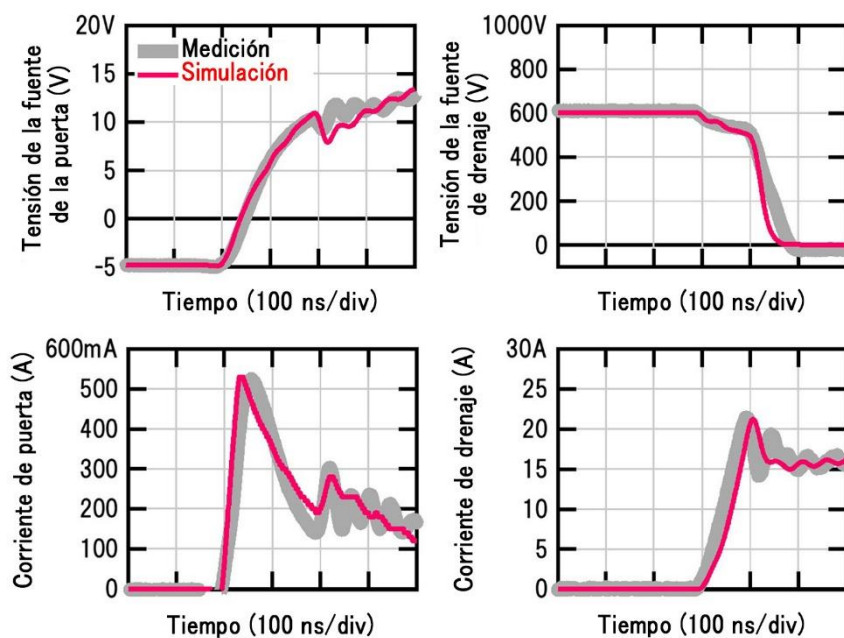 Tensión de la fuente
de la puerta (V)
20V
15
10
5
0
-5
Medición
Simulación
Tiempo (100 ns/div)
Tensión de la fuente
de drenaje (V)
1000V
800
600
400
200
0
Tiempo (100 ns/div)
Corriente de puerta (A)
600mA
500
400
300
200
100
0
Tiempo (100 ns/div)
Corriente de drenaje (A)
30A
25
20
15
10
5
0
Tiempo (100 ns/div)